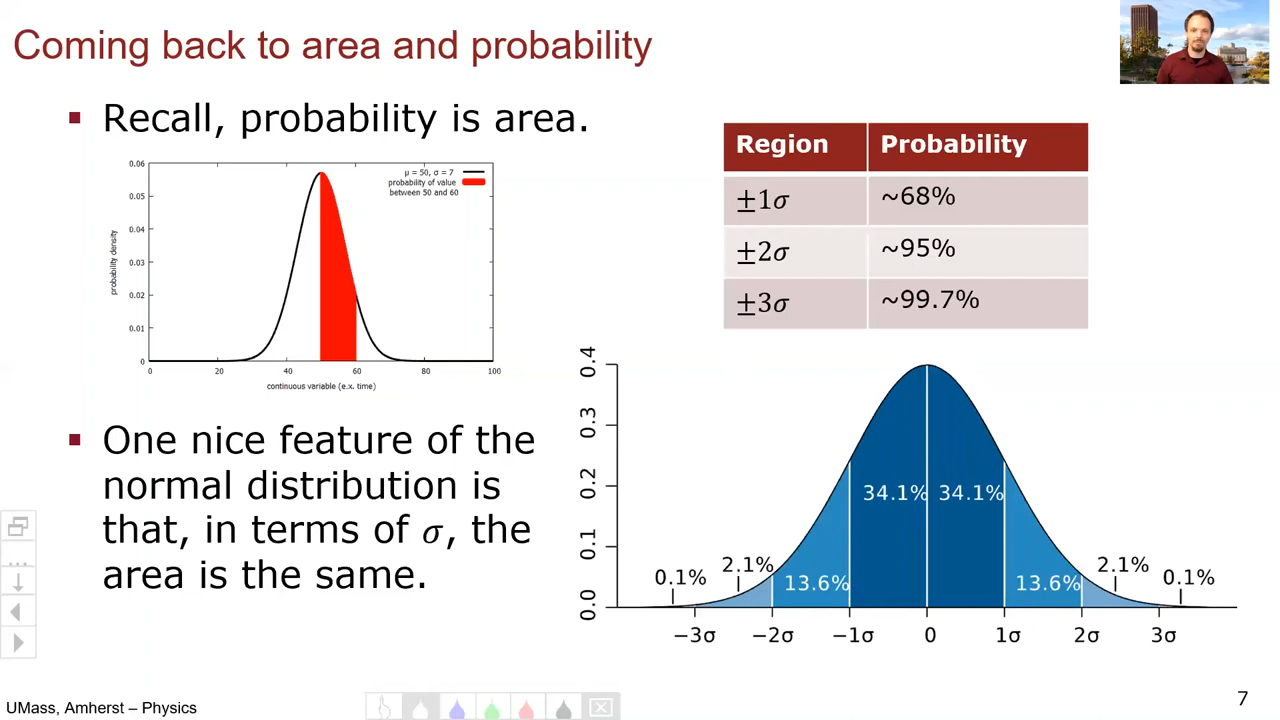 Coming back to area and probability
▪ Recall, probability is area.
0.06
0.05
0.04
0.03
0.02
0.01
0
probability density
μ = 50, σ = 7
probability of value
between 50 and 60
0 20 40 60 80 100
continuous variable (e.x. time)
▪ One nice feature of the
normal distribution is
that, in terms of σ, the
area is the same.
Region Probability
±1σ ~68%
±2σ ~95%
±3σ ~99.7%
0.4
0.3
0.2
0.1
0.0
34.1% 34.1%
0.1% 2.1% 13.6% 13.6% 2.1% 0.1%
−3σ −2σ −1σ 0 1σ 2σ 3σ
UMass, Amherst – Physics
7